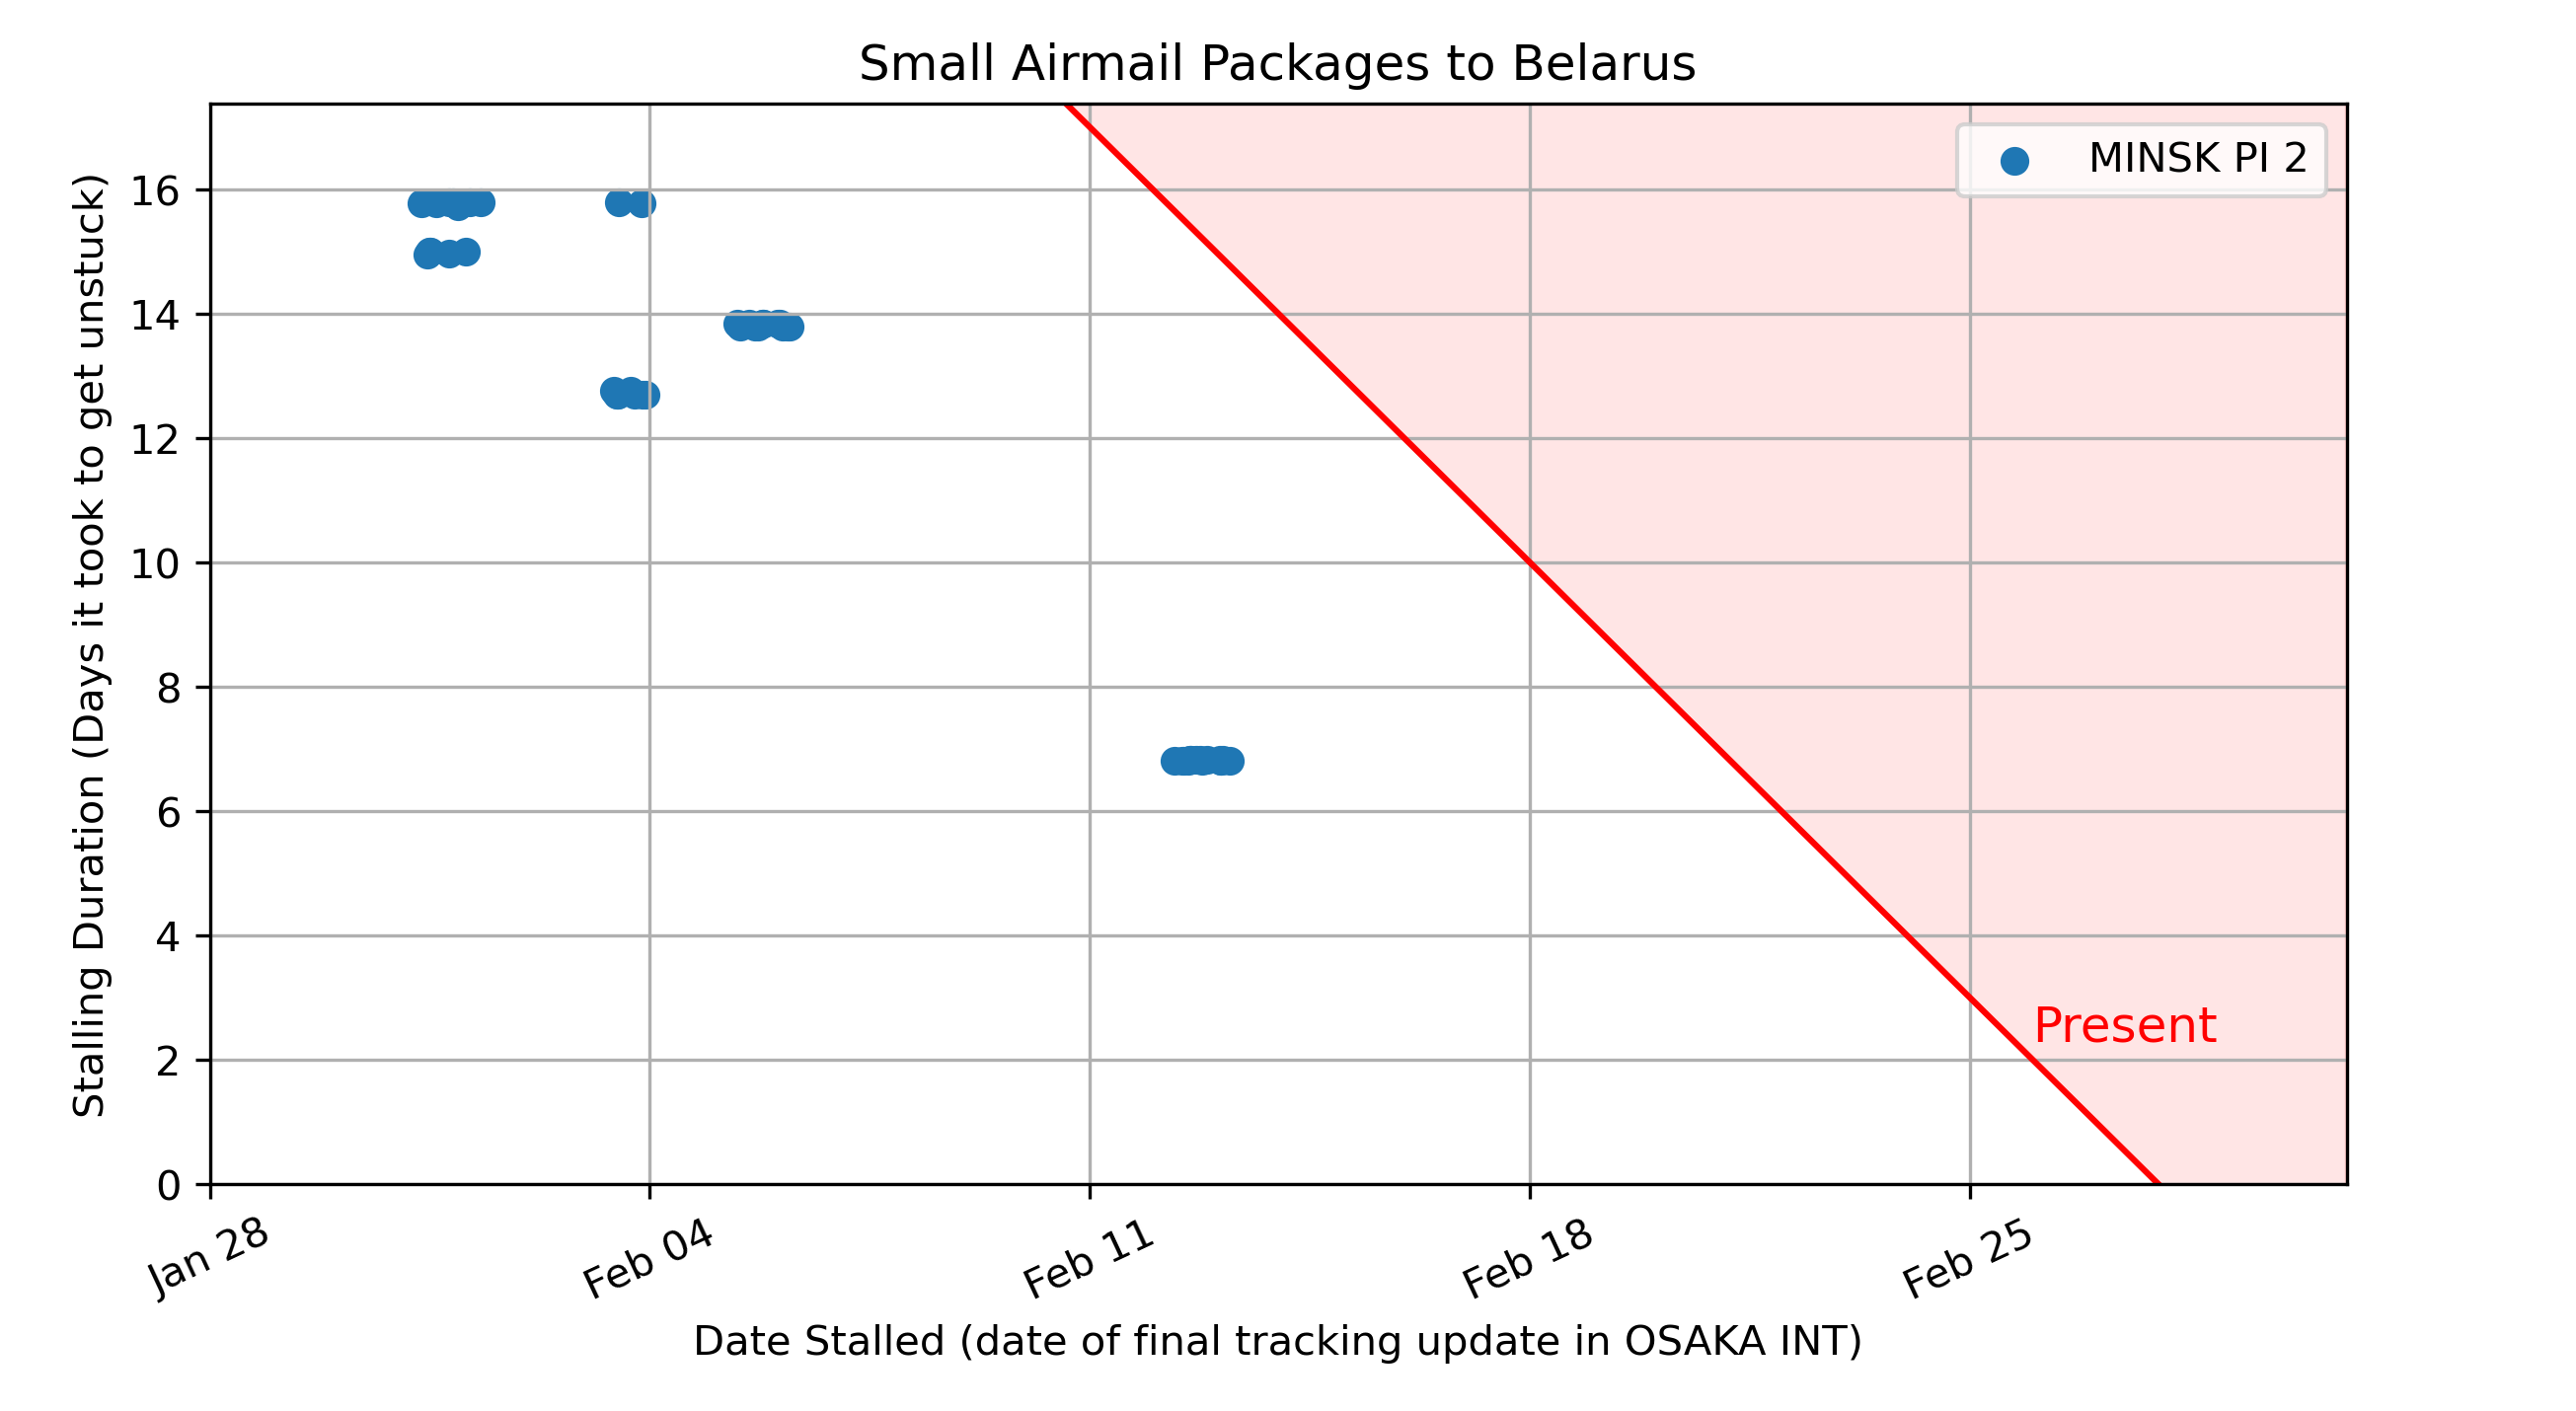 Small Airmail Packages to Belarus
MINSK PI 2
Stalling Duration (Days it took to get unstuck)
16
14
12
10
8
6
4
2
0
Present
Jan 28
Feb 04
Feb 11
Feb 18
Feb 25
Date Stalled (date of final tracking update in OSAKA INT)